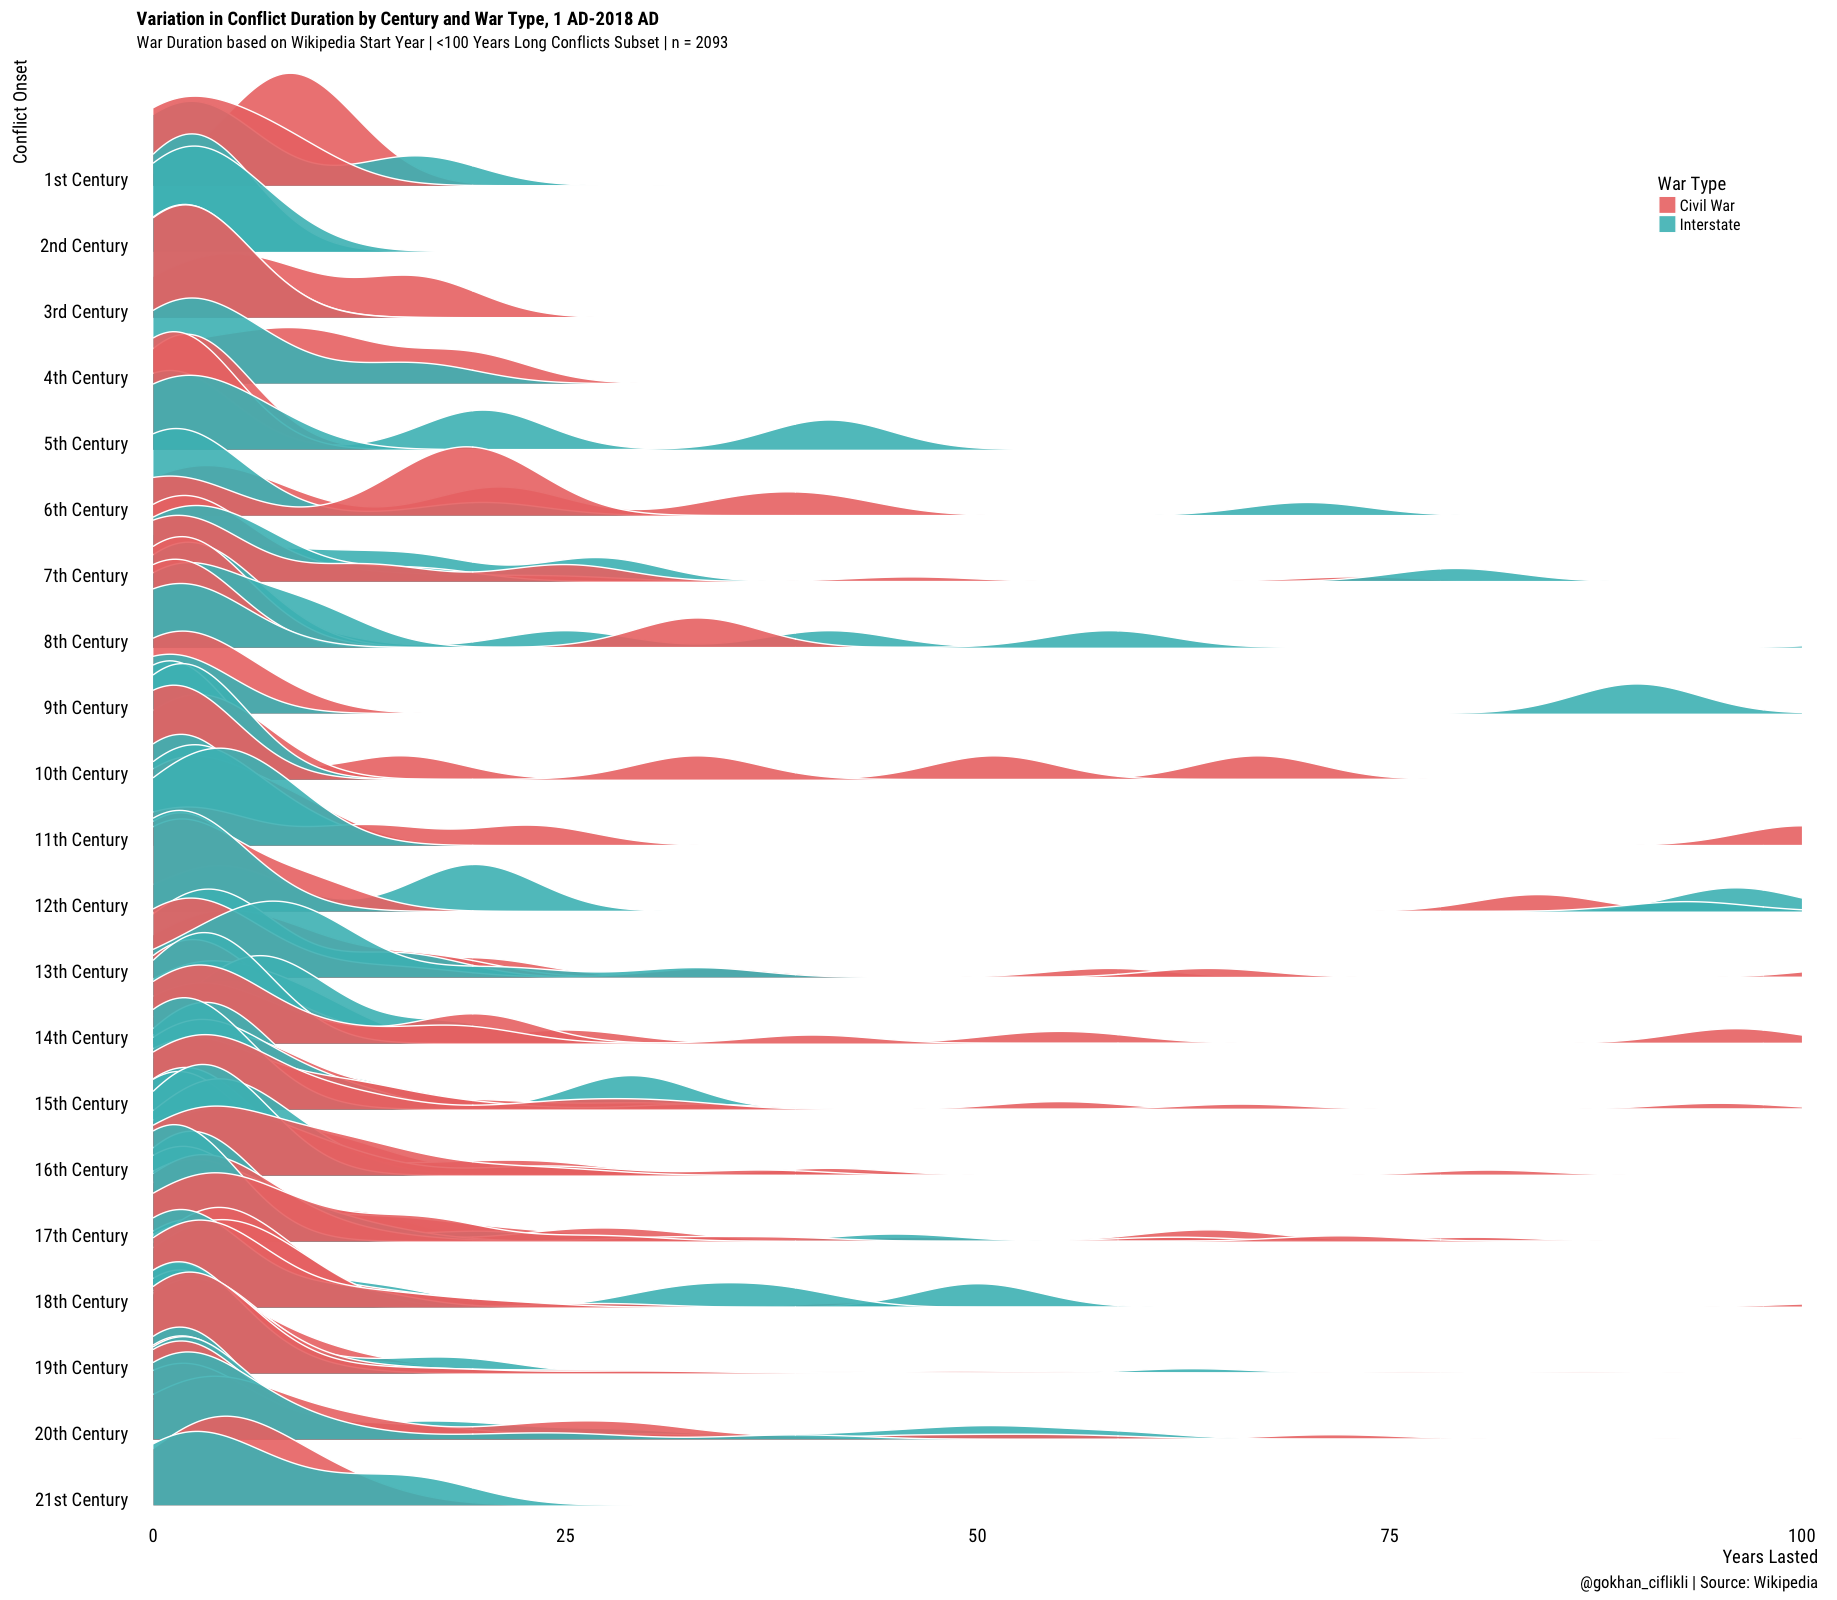 Variation in Conflict Duration by Century and War Type, 1 AD-2018 AD
War Duration based on Wikipedia Start Year | <100 Years Long Conflicts Subset | n = 2093
Conflict Onset
1st Century
2nd Century
3rd Century
4th Century
5th Century
6th Century
7th Century
8th Century
9th Century
10th Century
11th Century
12th Century
13th Century
14th Century
15th Century
16th Century
17th Century
18th Century
19th Century
20th Century
21st Century
War Type
Civil War
Interstate
0 25 50 75 100
Years Lasted
@gokhan_ciflikli | Source: Wikipedia